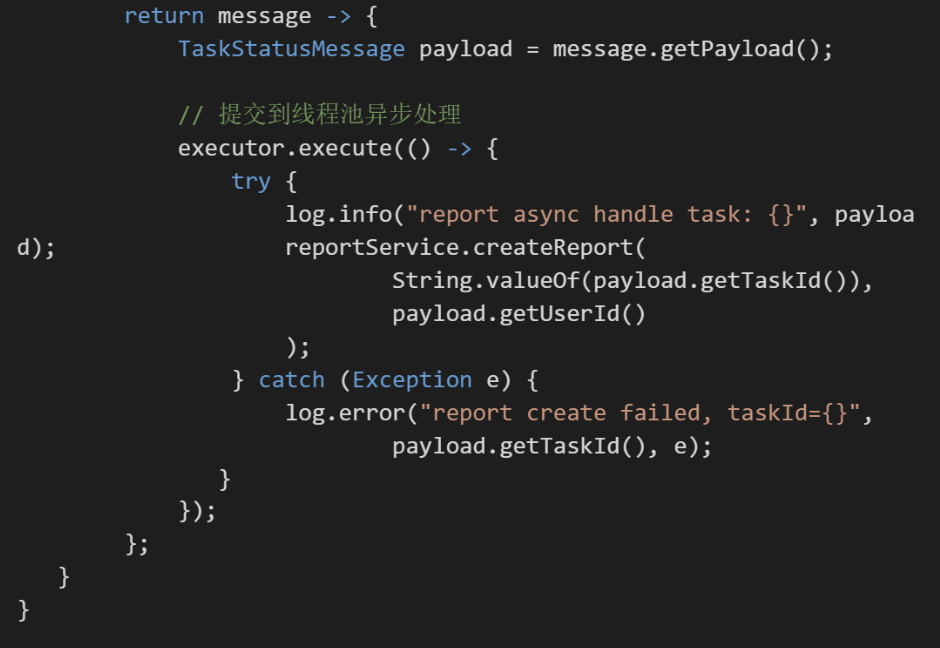 return message -> {
TaskStatusMessage payload = message.getPayload();
// 提交到线程池异步处理
executor.execute(() -> {
try {
log.info("report async handle task: {}", payloa
d);                 reportService.createReport(
String.valueOf(payload.getTaskId()),
payload.getUserId()
);
} catch (Exception e) {
log.error("report create failed, taskId={}",
payload.getTaskId(), e);
}
});
};
}
}